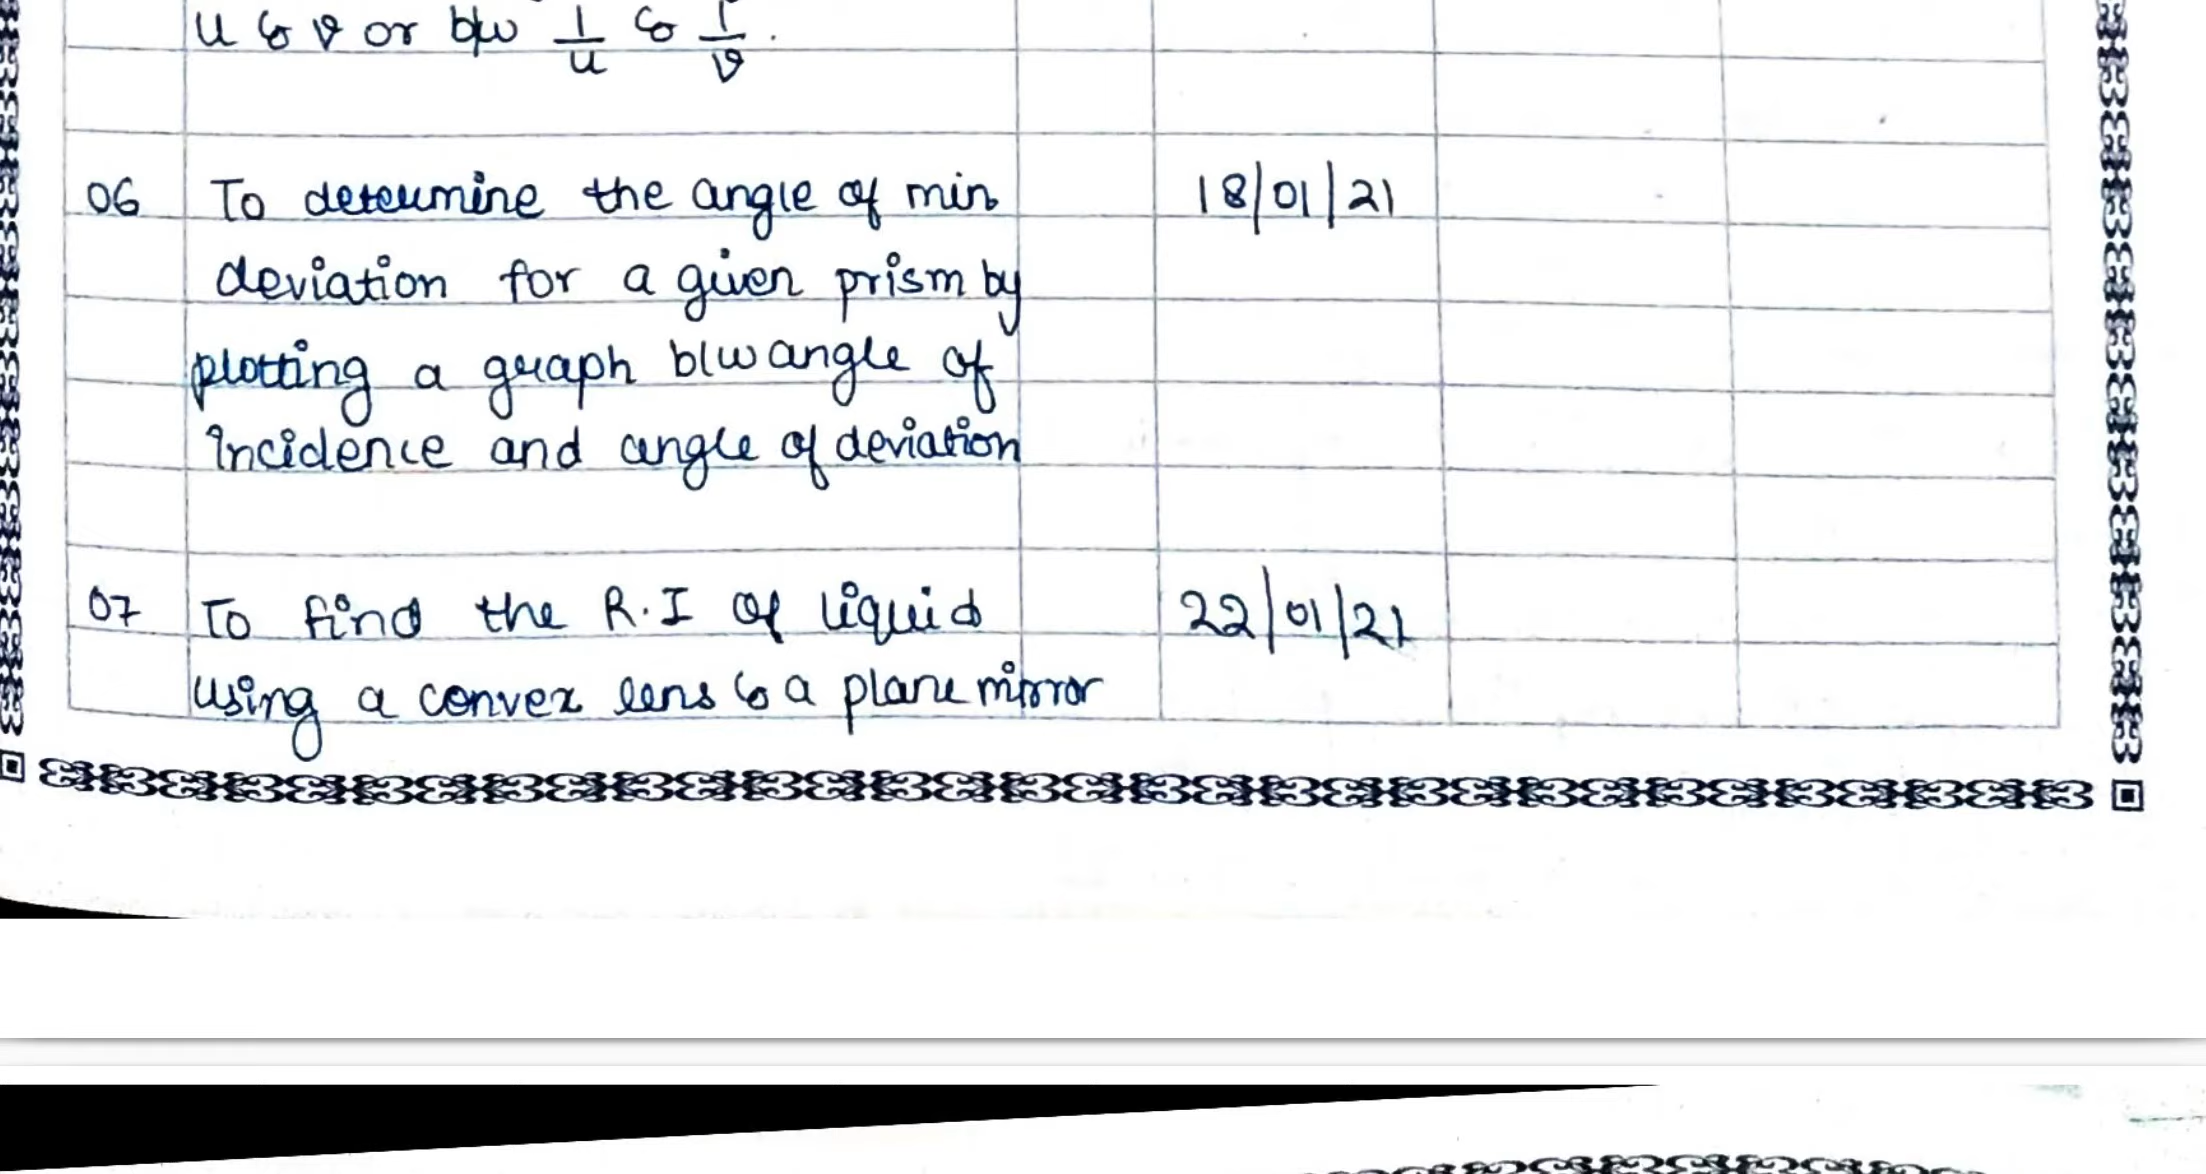 u & v or b/w 1/u & 1/v.
06 To determine the angle of min 18/01/21
deviation for a given prism by
plotting a graph b/w angle of
incidence and angle of deviation
07 To find the R.I of liquid 22/01/21
using a convex lens & a plane mirror